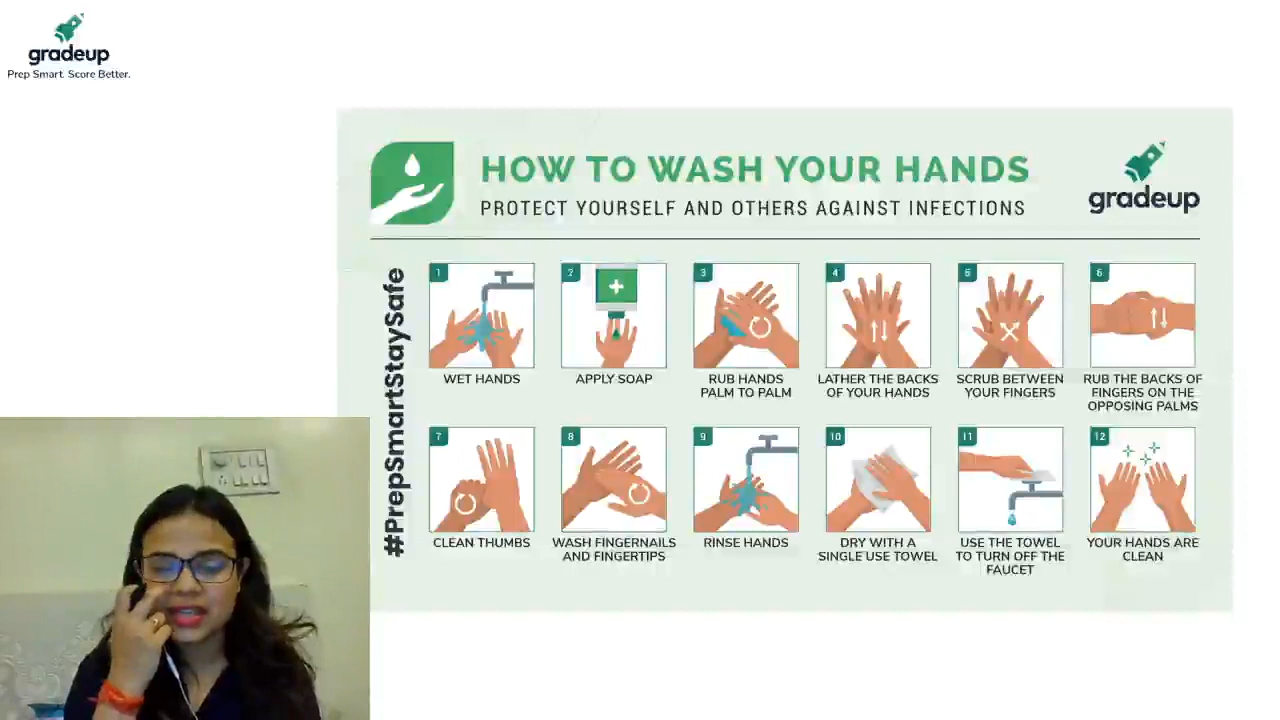 gradeup
Prep Smart. Score Better.
HOW TO WASH YOUR HANDS
PROTECT YOURSELF AND OTHERS AGAINST INFECTIONS
gradeup
#PrepSmartStaySafe
1
WET HANDS
2
APPLY SOAP
3
RUB HANDS
PALM TO PALM
4
LATHER THE BACKS
OF YOUR HANDS
5
SCRUB BETWEEN
YOUR FINGERS
6
RUB THE BACKS OF
FINGERS ON THE
OPPOSING PALMS
7
CLEAN THUMBS
8
WASH FINGERNAILS
AND FINGERTIPS
9
RINSE HANDS
10
DRY WITH A
SINGLE USE TOWEL
11
USE THE TOWEL
TO TURN OFF THE
FAUCET
12
YOUR HANDS ARE
CLEAN